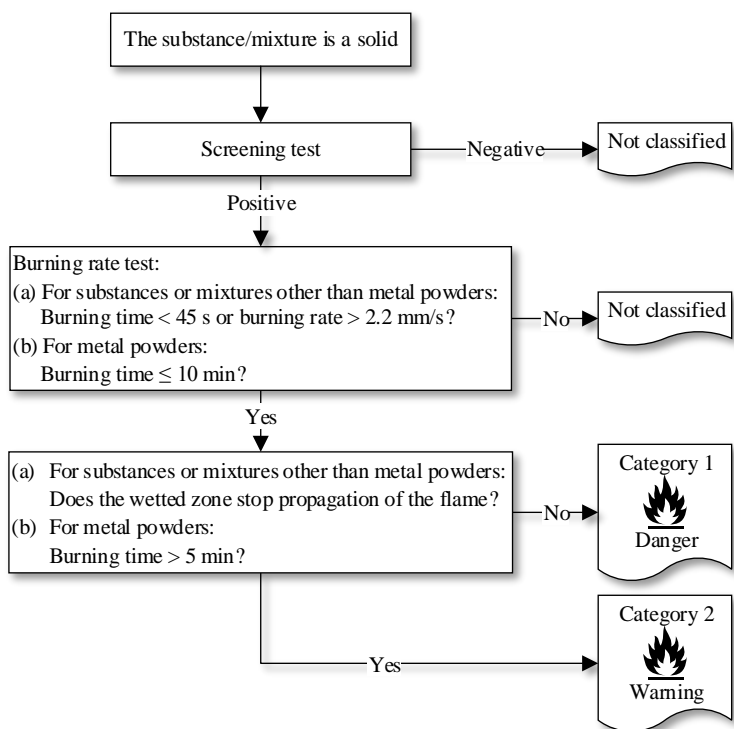 The substance/mixture is a solid
Screening test
Negative
Not classified
Positive
Burning rate test:
(a) For substances or mixtures other than metal powders:
Burning time < 45 s or burning rate > 2.2 mm/s?
(b) For metal powders:
Burning time ≤ 10 min?
No
Not classified
Yes
(a) For substances or mixtures other than metal powders:
Does the wetted zone stop propagation of the flame?
(b) For metal powders:
Burning time > 5 min?
No
Category 1
Danger
Yes
Category 2
Warning